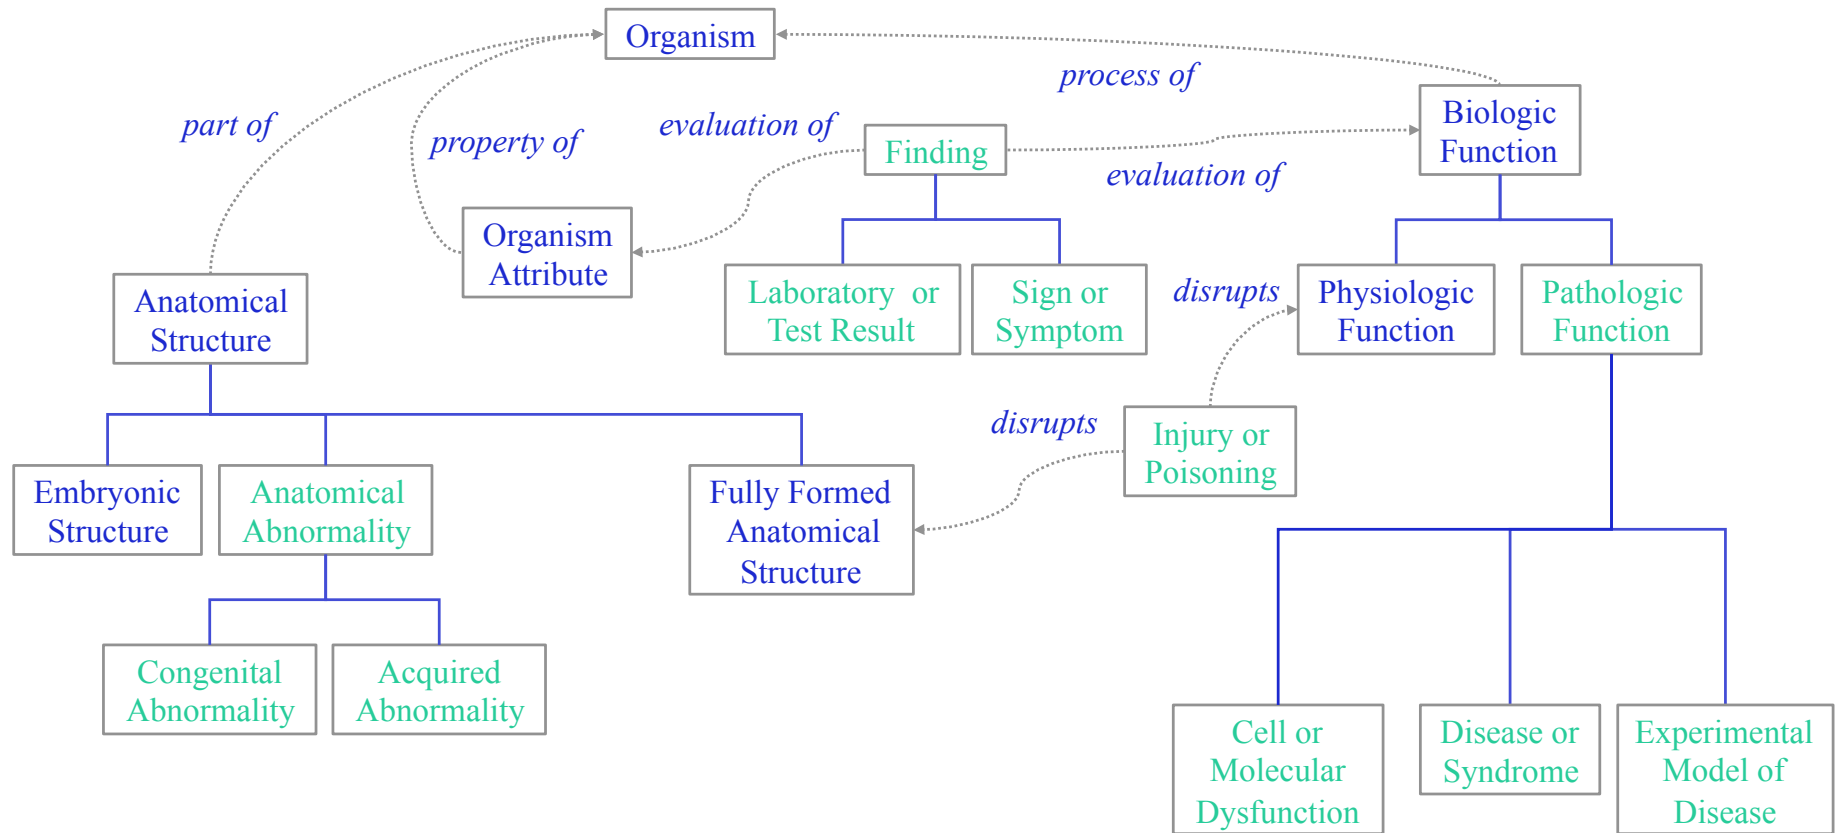 Organism
process of
part of
property of
evaluation of
Finding
evaluation of
Biologic
Function
Organism
Attribute
Anatomical
Structure
Laboratory or
Test Result
Sign or
Symptom
disrupts
Physiologic
Function
Pathologic
Function
disrupts
Injury or
Poisoning
Embryonic
Structure
Anatomical
Abnormality
Fully Formed
Anatomical
Structure
Congenital
Abnormality
Acquired
Abnormality
Cell or
Molecular
Dysfunction
Disease or
Syndrome
Experimental
Model of
Disease